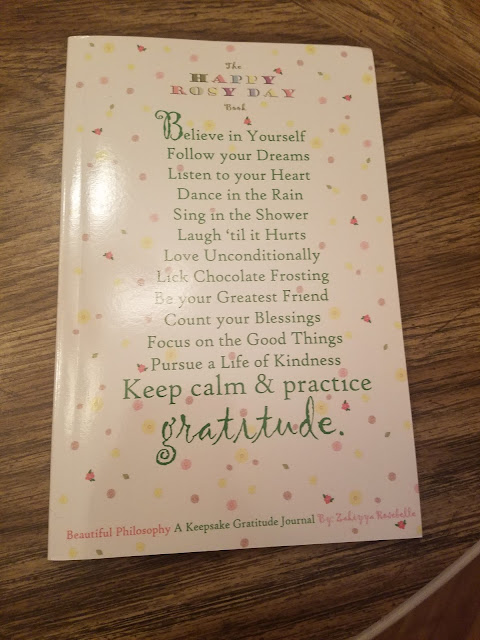 The
HAPPY
ROSY DAY
Book
Believe in Yourself
Follow your Dreams
Listen to your Heart
Dance in the Rain
Sing in the Shower
Laugh 'til it Hurts
Love Unconditionally
Lick Chocolate Frosting
Be your Greatest Friend
Count your Blessings
Focus on the Good Things
Pursue a Life of Kindness
Keep calm & practice
gratitude.
Beautiful Philosophy A Keepsake Gratitude Journal By: Rosebella